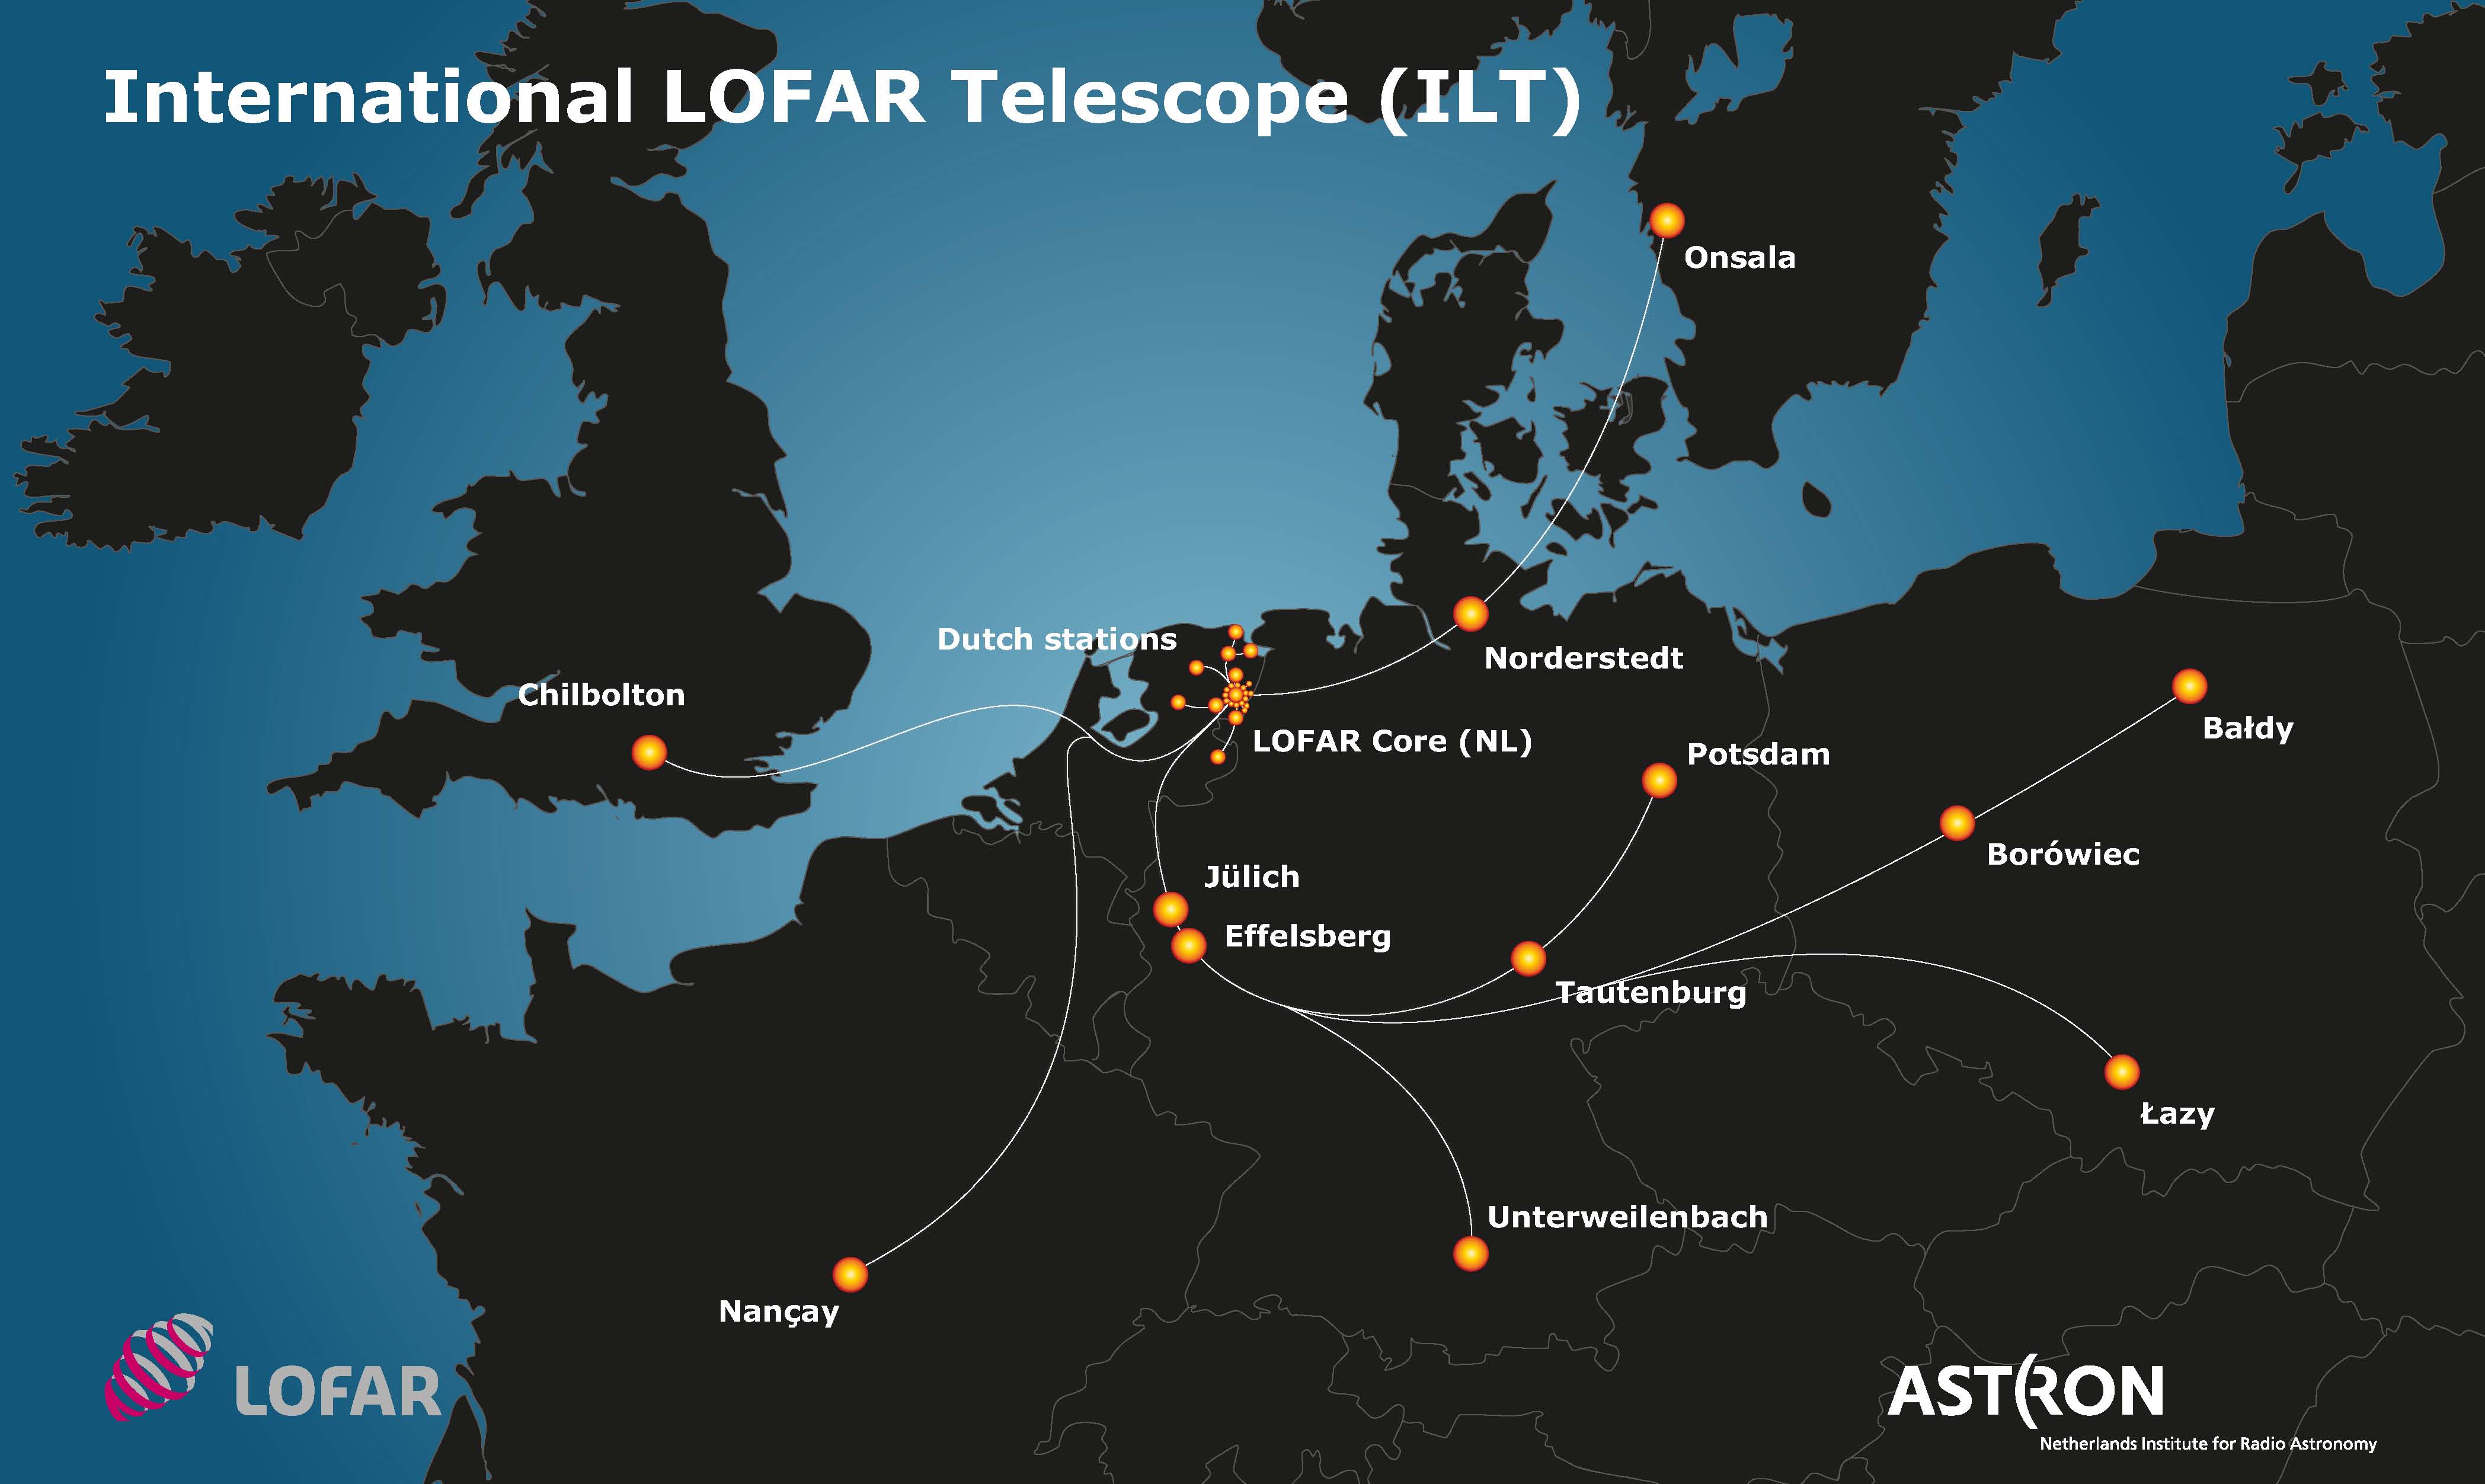 International LOFAR Telescope (ILT)
Onsala
Dutch stations
Norderstedt
Chilbolton
Bałdy
LOFAR Core (NL)
Potsdam
Borówiec
Jülich
Effelsberg
Tautenburg
Łazy
Unterweilenbach
Nançay
LOFAR
ASTRON
Netherlands Institute for Radio Astronomy